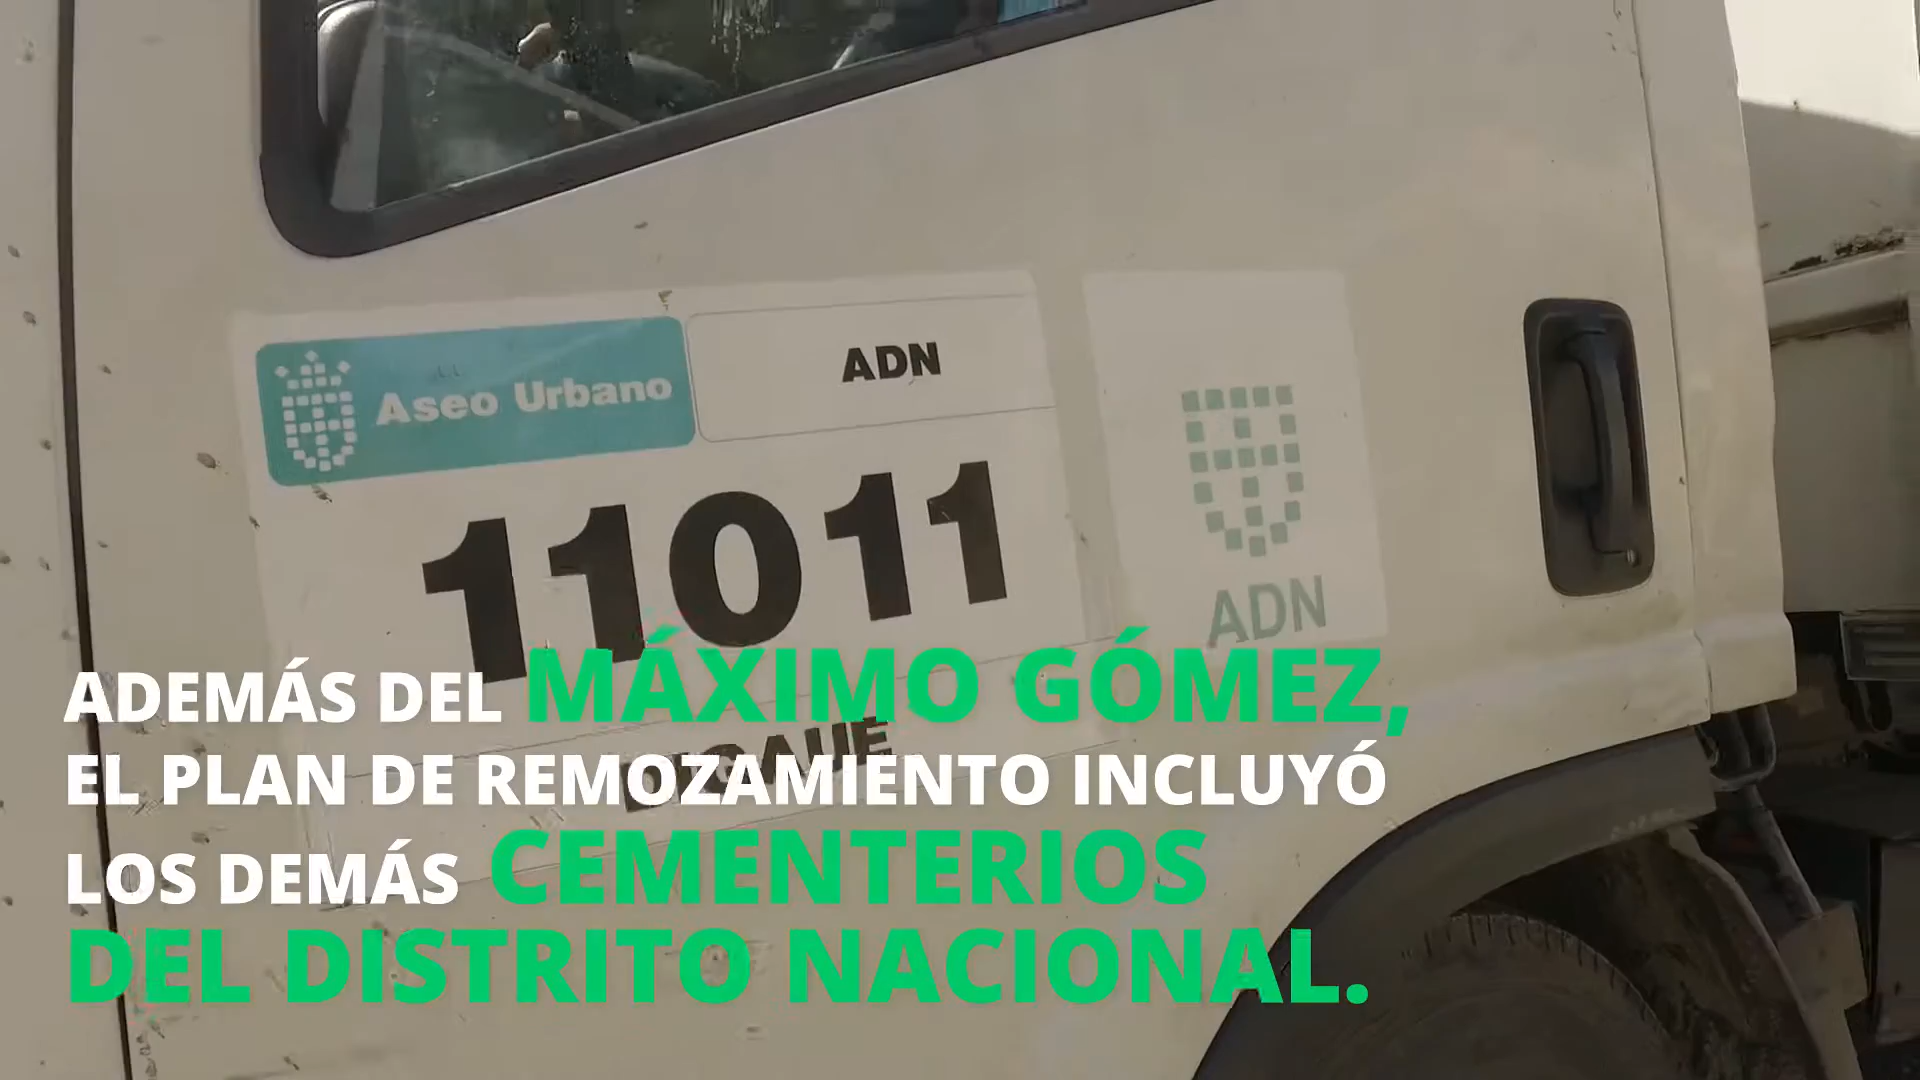 Aseo Urbano
ADN
11011
ADN
DIGAUE
ADEMÁS DEL MÁXIMO GÓMEZ,
EL PLAN DE REMOZAMIENTO INCLUYÓ
LOS DEMÁS CEMENTERIOS
DEL DISTRITO NACIONAL.